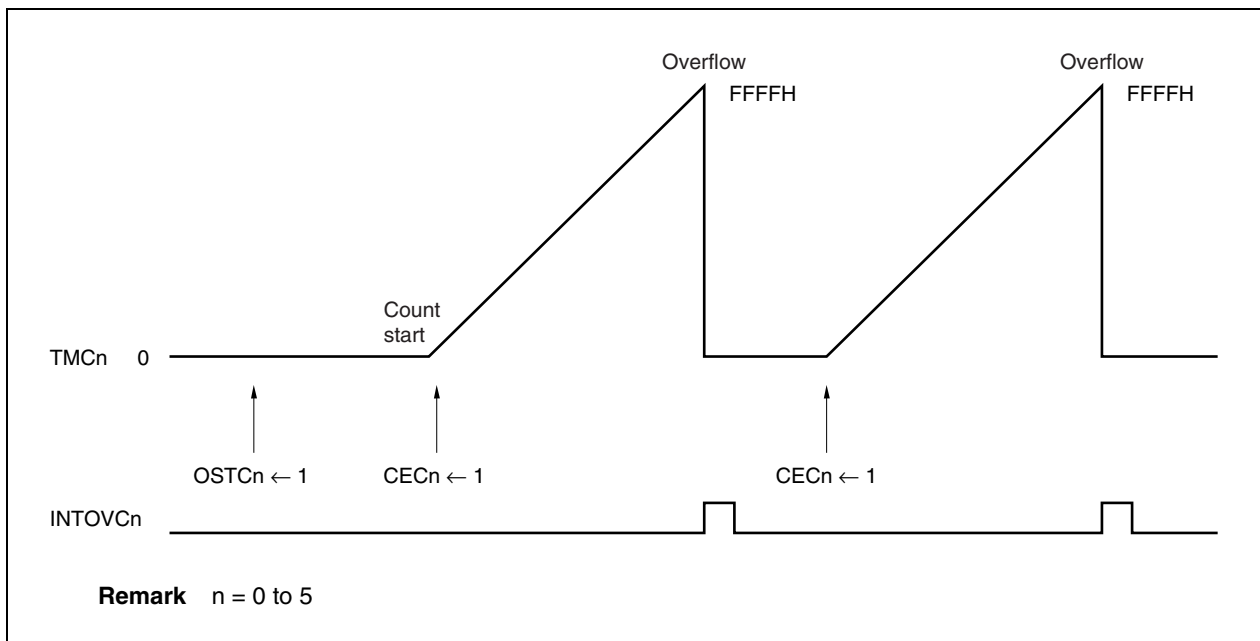 Overflow
Overflow
FFFFH
FFFFH
Count
start
TMCn 0
OSTCn ← 1
CECn ← 1
CECn ← 1
INTOVCn
Remark n = 0 to 5